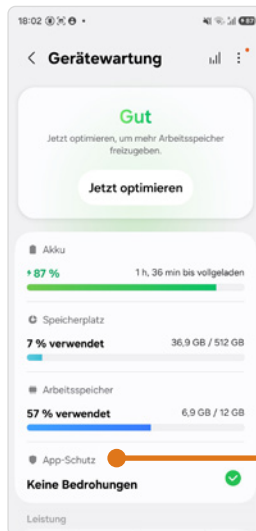 18:02
87
Gerätewartung
Gut
Jetzt optimieren, um mehr Arbeitsspeicher
freizugeben.
Jetzt optimieren
Akku
87 %
1 h, 36 min bis vollgeladen
Speicherplatz
7 % verwendet
36,9 GB / 512 GB
Arbeitsspeicher
57 % verwendet
6,9 GB / 12 GB
App-Schutz
Keine Bedrohungen
Leistung